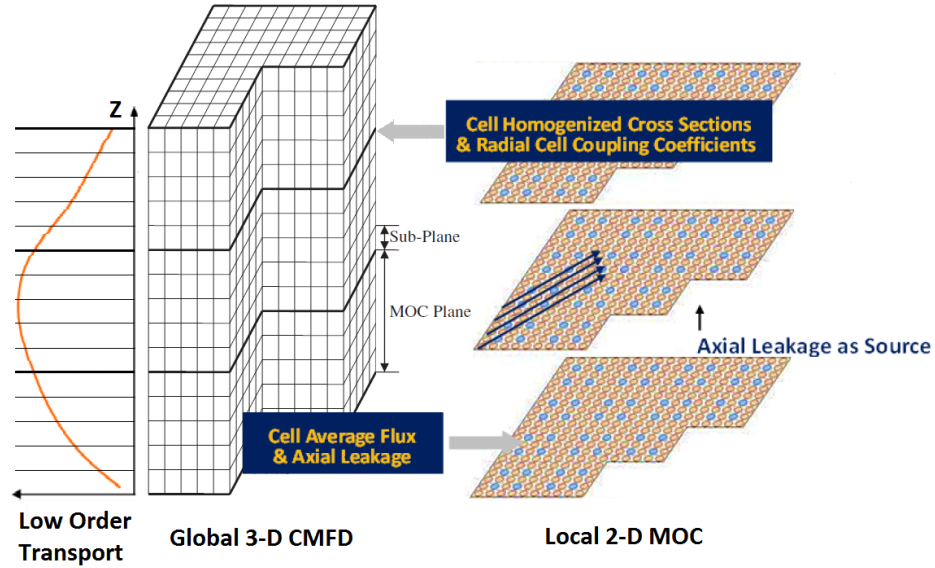 Z
Cell Homogenized Cross Sections
& Radial Cell Coupling Coefficients
Sub-Plane
MOC Plane
Axial Leakage as Source
Cell Average Flux
& Axial Leakage
Low Order
Transport
Global 3-D CMFD
Local 2-D MOC